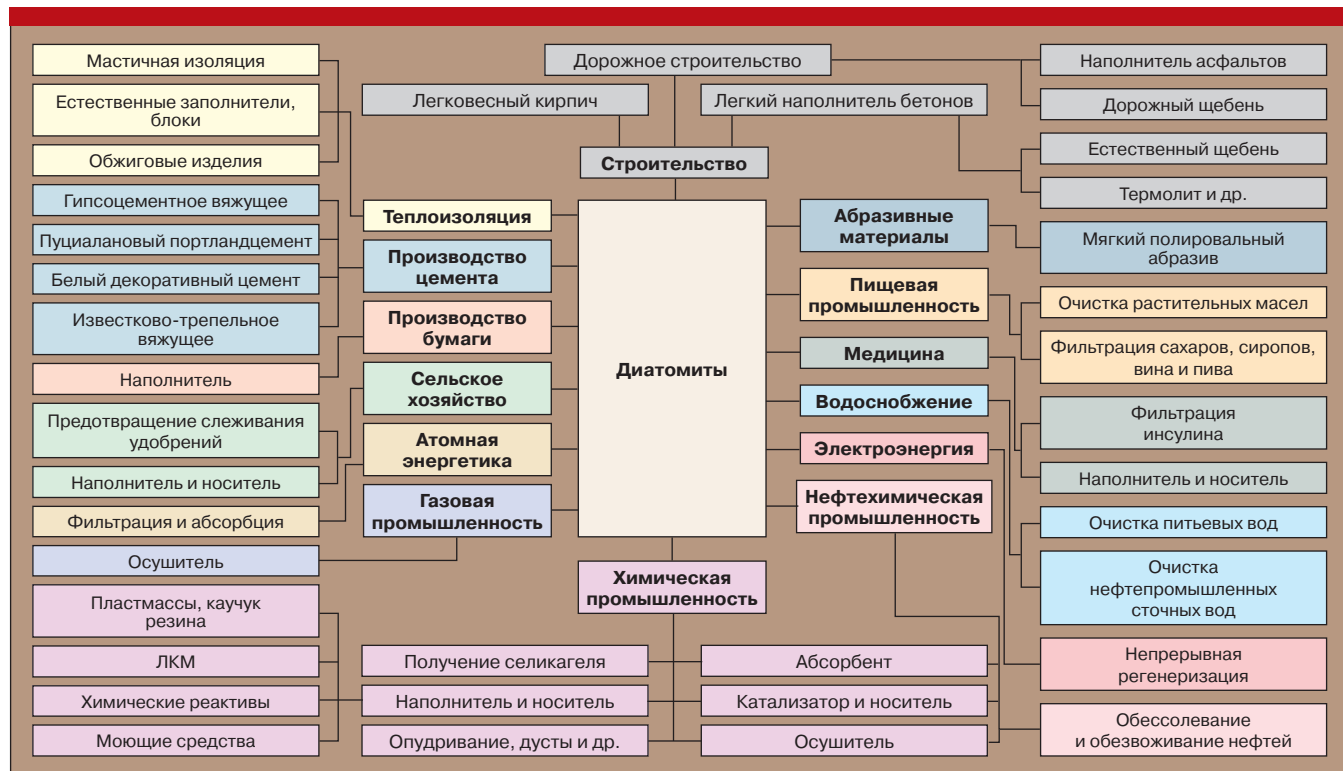 Мастичная изоляция
Естественные заполнители,
блоки
Обжиговые изделия
Гипсоцементное вяжущее
Пуциалановый портландцемент
Белый декоративный цемент
Известково-трепельное
вяжущее
Наполнитель
Предотвращение слеживания
удобрений
Наполнитель и носитель
Фильтрация и абсорбция
Осушитель
Пластмассы, каучук
резина
ЛКМ
Химические реактивы
Моющие средства
Дорожное строительство
Легковесный кирпич
Легкий наполнитель бетонов
Строительство
Теплоизоляция
Производство
цемента
Производство
бумаги
Сельское
хозяйство
Атомная
энергетика
Газовая
промышленность
Диатомиты
Абразивные
материалы
Пищевая
промышленность
Медицина
Водоснобжение
Электроэнергия
Нефтехимическая
промышленность
Химическая
промышленность
Получение селикагеля
Наполнитель и носитель
Опудривание, дусты и др.
Абсорбент
Катализатор и носитель
Осушитель
Наполнитель асфальтов
Дорожный щебень
Естественный щебень
Термолит и др.
Мягкий полировальный
абразив
Очистка растительных масел
Фильтрация сахаров, сиропов,
вина и пива
Фильтрация
инсулина
Наполнитель и носитель
Очистка питьевых вод
Очистка
нефтепромышленных
сточных вод
Непрерывная
регенеризация
Обессолевание
и обезвоживание нефтей